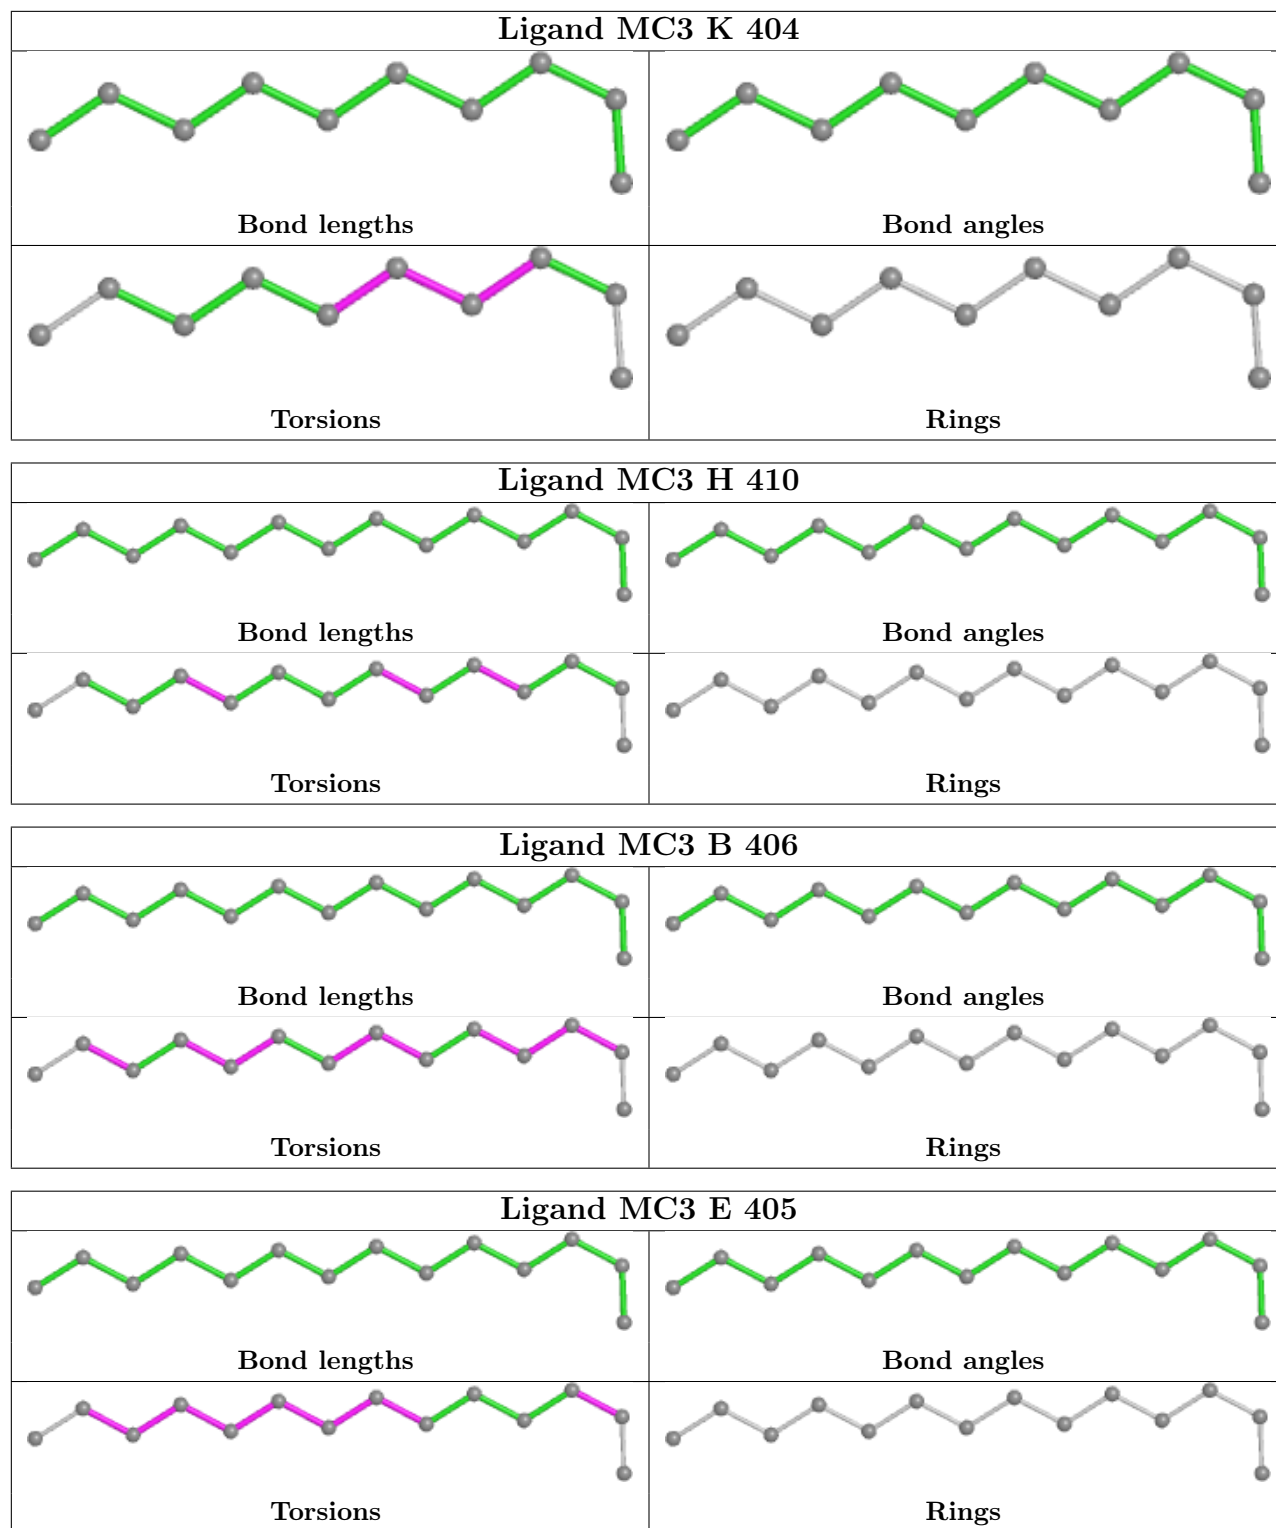 Ligand MC3 K 404
Bond lengths
Bond angles
Torsions
Rings
Ligand MC3 H 410
Bond lengths
Bond angles
Torsions
Rings
Ligand MC3 B 406
Bond lengths
Bond angles
Torsions
Rings
Ligand MC3 E 405
Bond lengths
Bond angles
Torsions
Rings